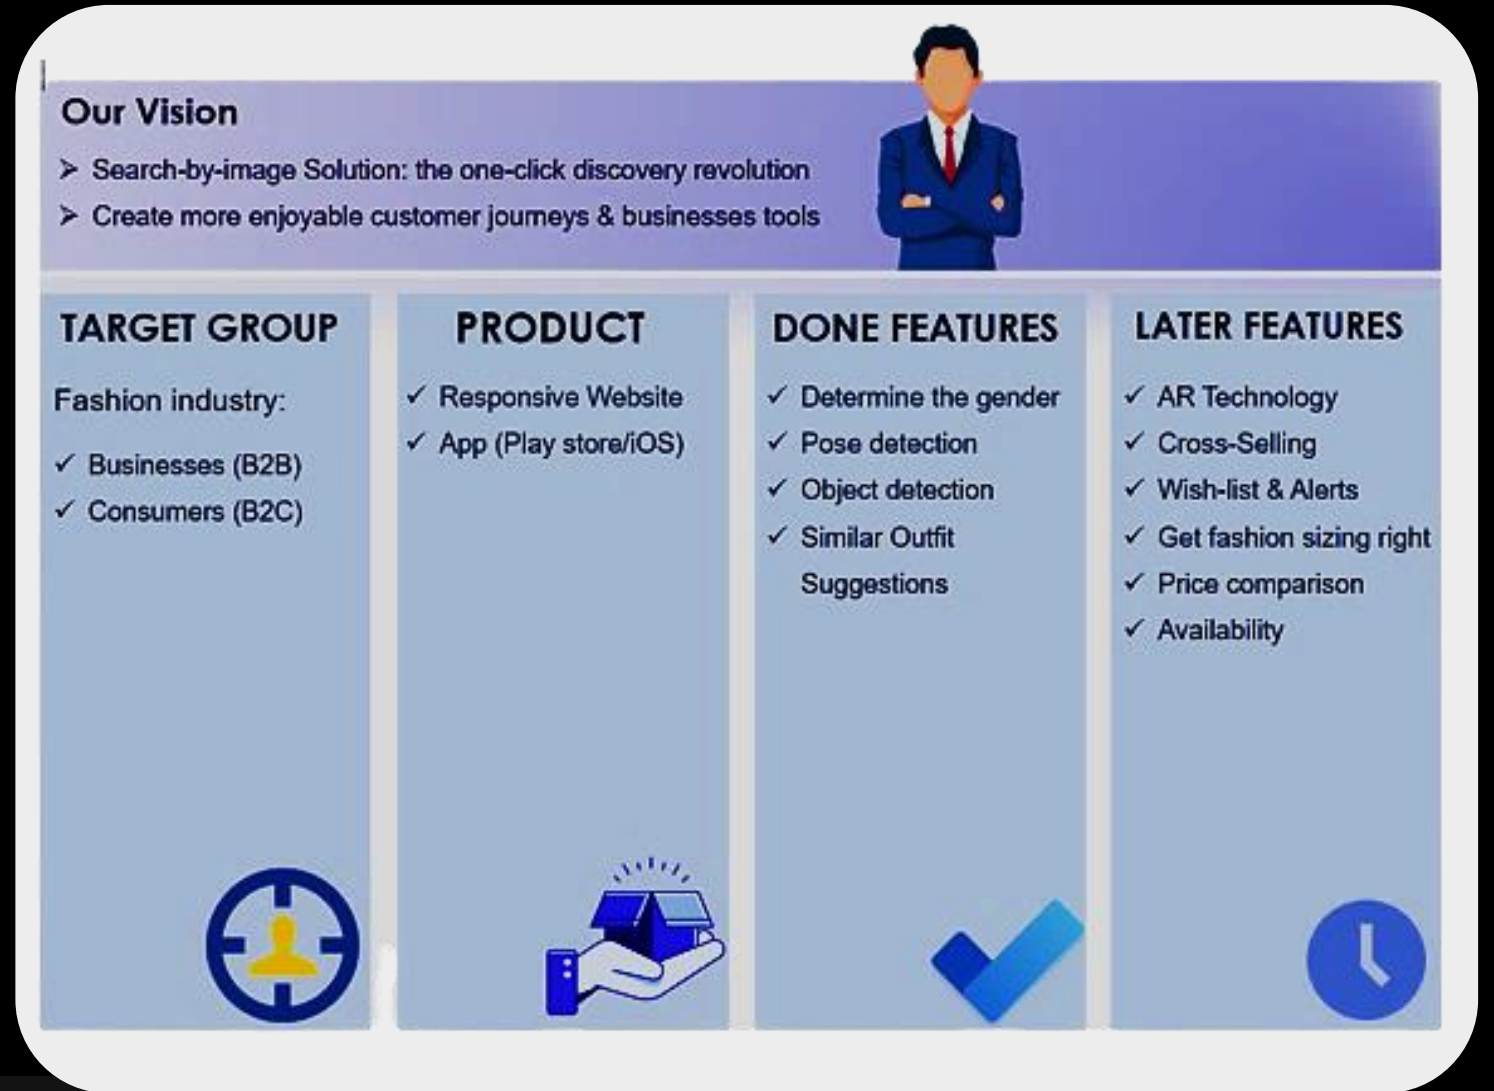 Our Vision
➢ Search-by-image Solution: the one-click discovery revolution
➢ Create more enjoyable customer journeys & businesses tools
TARGET GROUP
Fashion industry:
✓ Businesses (B2B)
✓ Consumers (B2C)
PRODUCT
✓ Responsive Website
✓ App (Play store/iOS)
DONE FEATURES
✓ Determine the gender
✓ Pose detection
✓ Object detection
✓ Similar Outfit
Suggestions
LATER FEATURES
✓ AR Technology
✓ Cross-Selling
✓ Wish-list & Alerts
✓ Get fashion sizing right
✓ Price comparison
✓ Availability